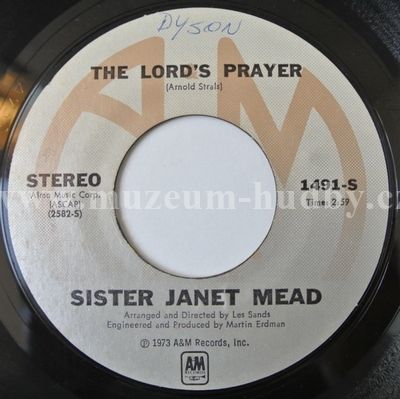 DYSON
THE LORD'S PRAYER
(Arnold Strals)
STEREO
Almo Music Corp.
(ASCAP)
(2582-S)
1491-S
Time: 2:59
www.muzeum-hudby.cz
SISTER JANET MEAD
Arranged and Directed by Les Sands
Engineered and Produced by Martin Erdman
℗ 1973 A&M Records, Inc.
AM
RECORDS